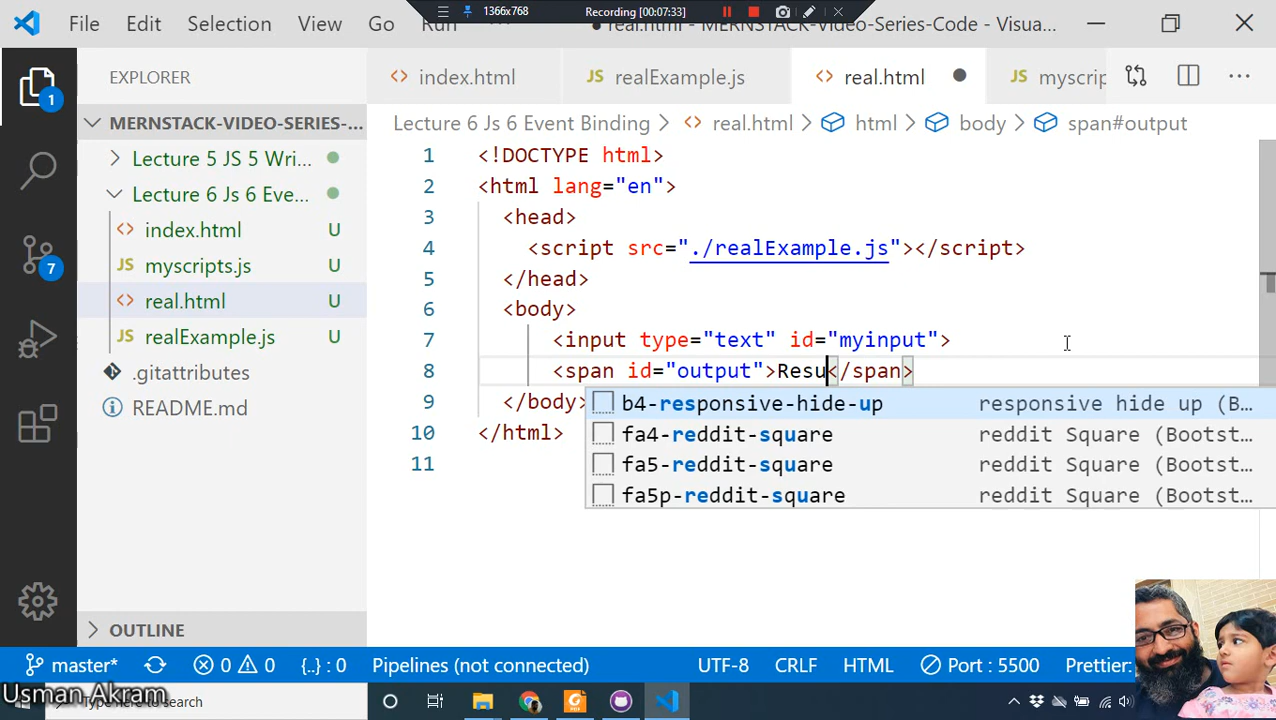 1366x768
Recording [00:07:33]
File Edit Selection View Go Run
real.html - MERNSTACK-Video-Series-Code - Visua...
EXPLORER
index.html
JS realExample.js
real.html
JS myscrip
MERNSTACK-VIDEO-SERIES-...
Lecture 6 Js 6 Event Binding > real.html > html > body > span#output
Lecture 5 JS 5 Wri...
Lecture 6 Js 6 Eve...
index.html U
JS myscripts.js U
real.html U
JS realExample.js U
.gitattributes
README.md
1 <!DOCTYPE html>
2 <html lang="en">
3 <head>
4 <script src="./realExample.js"></script>
5 </head>
6 <body>
7 <input type="text" id="myinput">
8 <span id="output">Resu</span>
9 </body>
10 </html>
11
b4-responsive-hide-up responsive hide up (B...
fa4-reddit-square reddit Square (Bootst...
fa5-reddit-square reddit Square (Bootst...
fa5p-reddit-square reddit Square (Bootst...
1
7
OUTLINE
master* 0 0 {..} : 0 Pipelines (not connected) UTF-8 CRLF HTML Port : 5500 Prettier:
Usman Akram
here to search